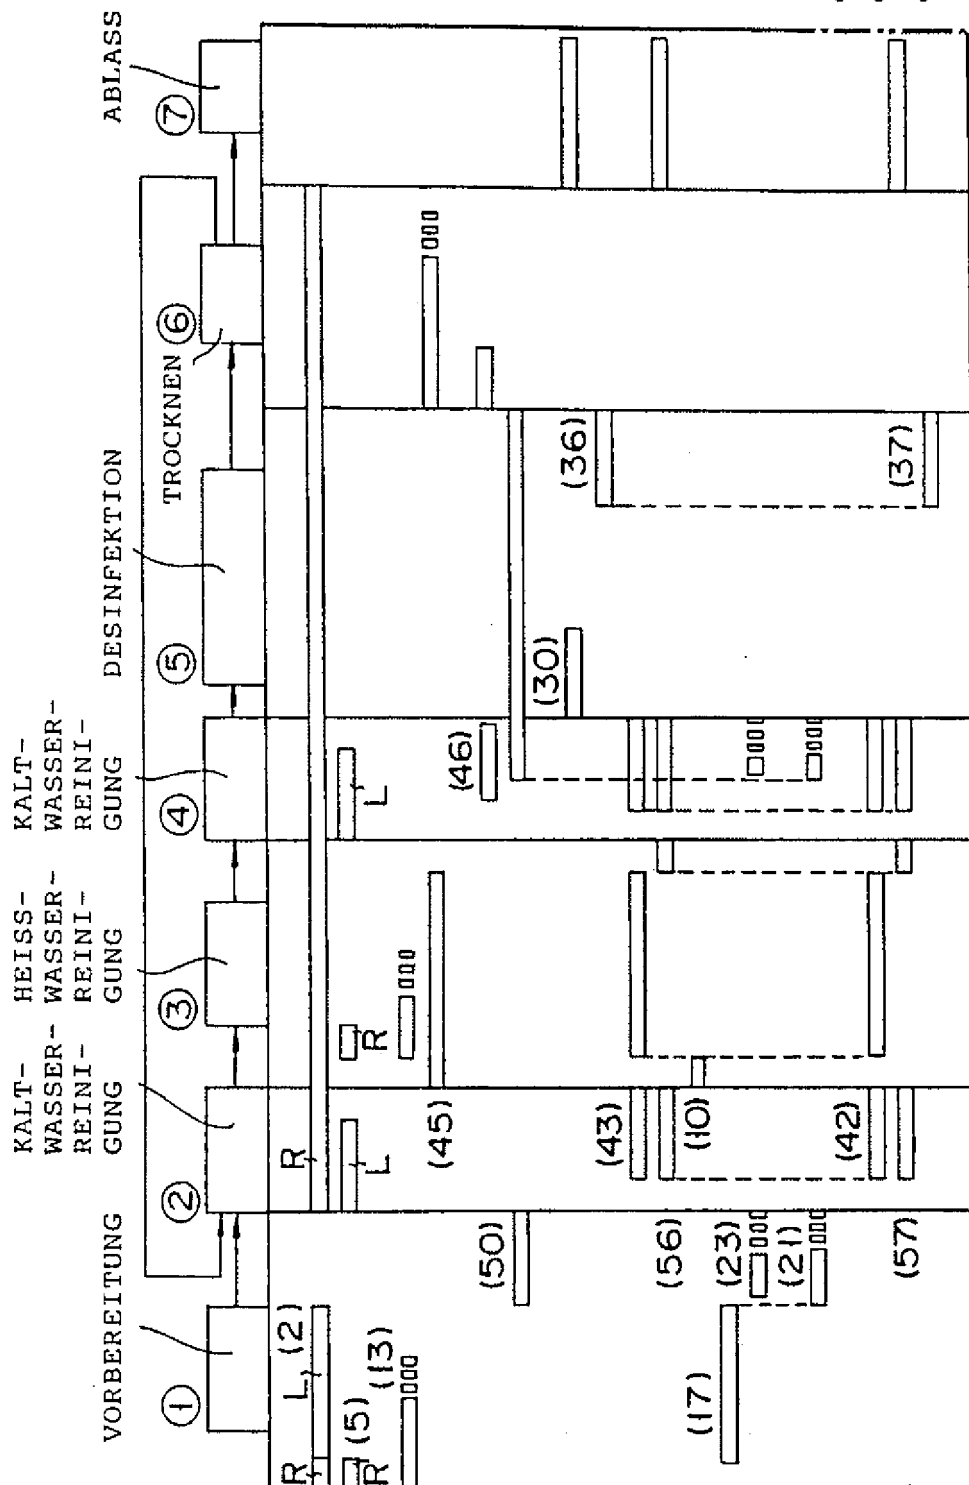 VORBEREITUNG
KALT-
WASSER-
REINI-
GUNG
HEISS-
WASSER-
REINI-
GUNG
KALT-
WASSER-
REINI-
GUNG
DESINFEKTION
TROCKNEN
ABLASS
①
②
③
④
⑤
⑥
⑦
R
L
(2)
R
(5)
R
(13)
L
R
L
(45)
(46)
(50)
(30)
(36)
(43)
(56)
(10)
(17)
(23)
(21)
(42)
(57)
(37)